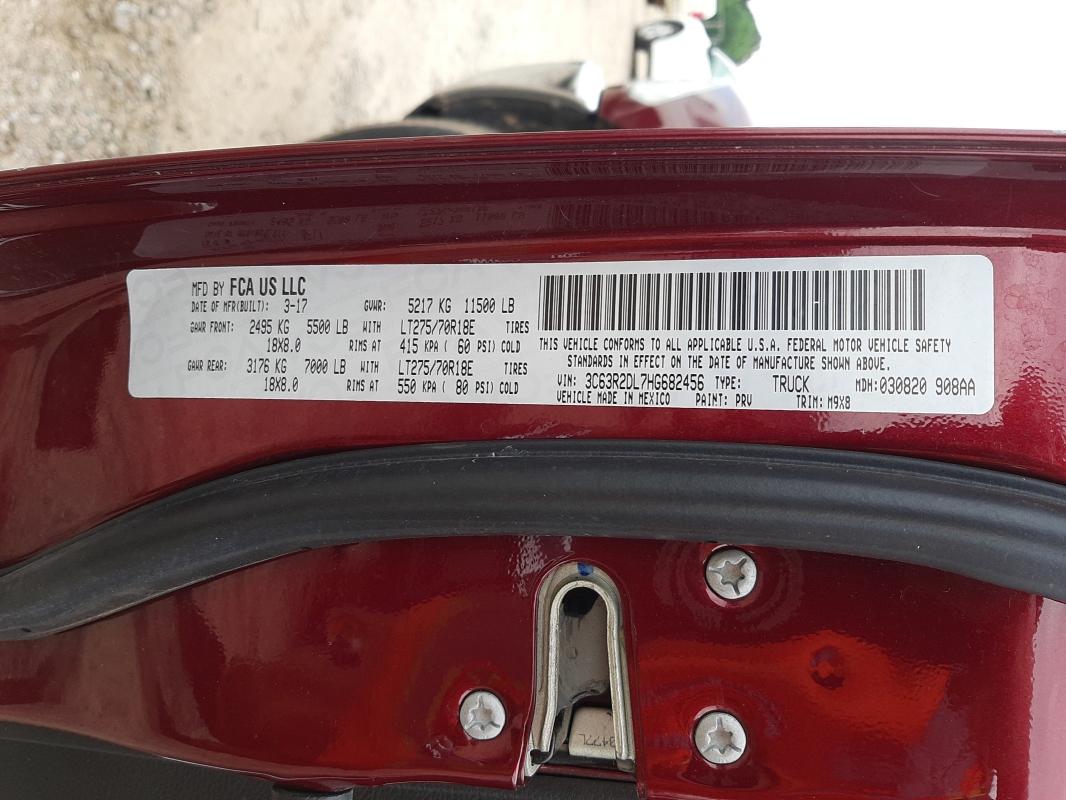 MFD BY FCA US LLC
DATE OF MFR(BUILT): 3-17 GVWR: 5217 KG 11500 LB
GAWR FRONT: 2495 KG 5500 LB WITH LT275/70R18E TIRES
18X8.0 RIMS AT 415 KPA ( 60 PSI) COLD
GAWR REAR: 3176 KG 7000 LB WITH LT275/70R18E TIRES
18X8.0 RIMS AT 550 KPA ( 80 PSI) COLD
THIS VEHICLE CONFORMS TO ALL APPLICABLE U.S.A. FEDERAL MOTOR VEHICLE SAFETY
STANDARDS IN EFFECT ON THE DATE OF MANUFACTURE SHOWN ABOVE.
VIN: 3C63R2DL7HG682456 TYPE: TRUCK MDH:030820 908AA
VEHICLE MADE IN MEXICO PAINT: PRV TRIM: M9X8